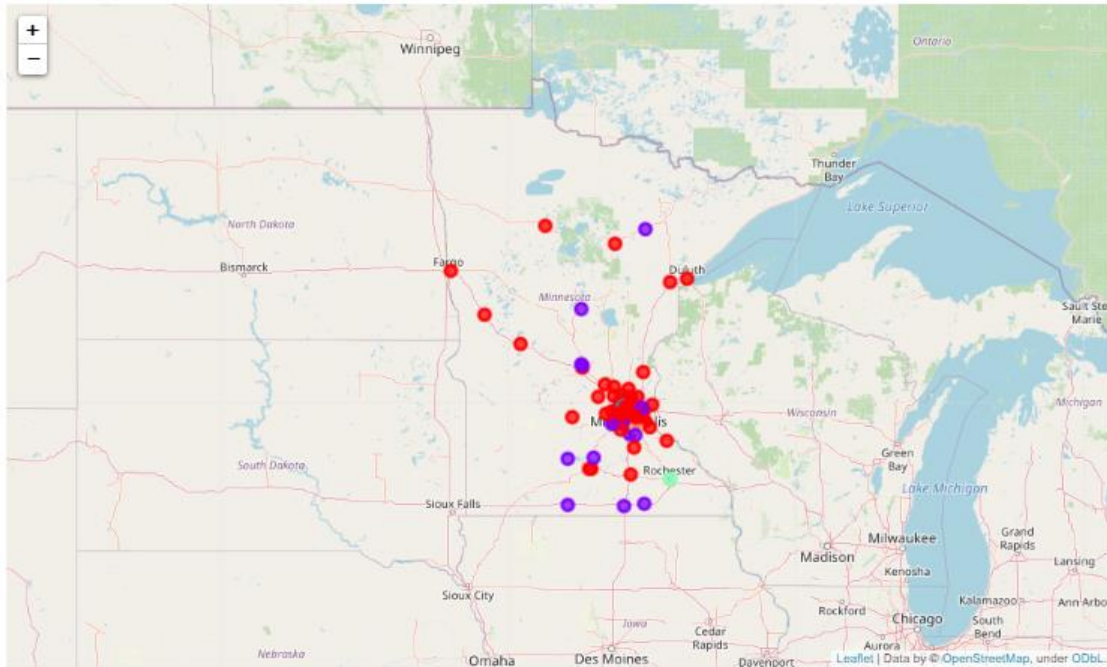 +
−
Winnipeg
Ontario
Thunder
Bay
Lake Superior
North Dakota
Bismarck
Fargo
Duluth
Minnesota
Sault Ste
Marie
Michigan
Wisconsin
Green
Bay
South Dakota
Rochester
Lake Michigan
Sioux Falls
Grand
Rapids
Milwaukee
Madison
Lansing
Kenosha
Sioux City
Kalamazoo
Ann Arbo
Rockford
Chicago
South
Bend
Iowa
Cedar
Rapids
Aurora
Nebraska
Omaha
Des Moines
Davenport
Leaflet | Data by © OpenStreetMap, under ODbL.